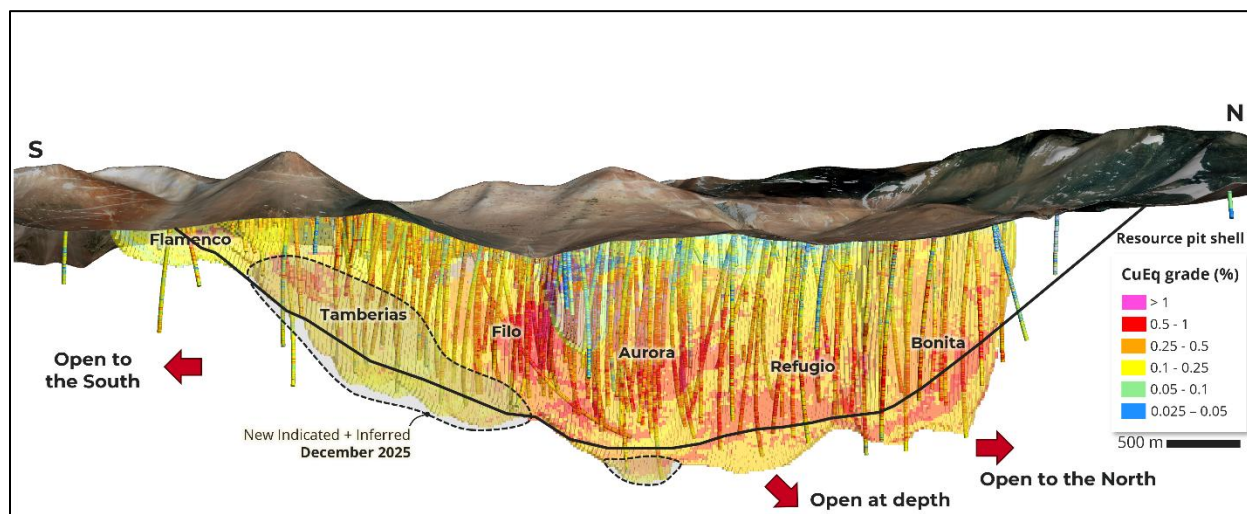 S
N
Flamenco
Tamberias
Filo
Aurora
Refugio
Bonita
Open to
the South
New Indicated + Inferred
December 2025
Open at depth
Open to the North
Resource pit shell
CuEq grade (%)
> 1
0.5 - 1
0.25 - 0.5
0.1 - 0.25
0.05 - 0.1
0.025 – 0.05
500 m